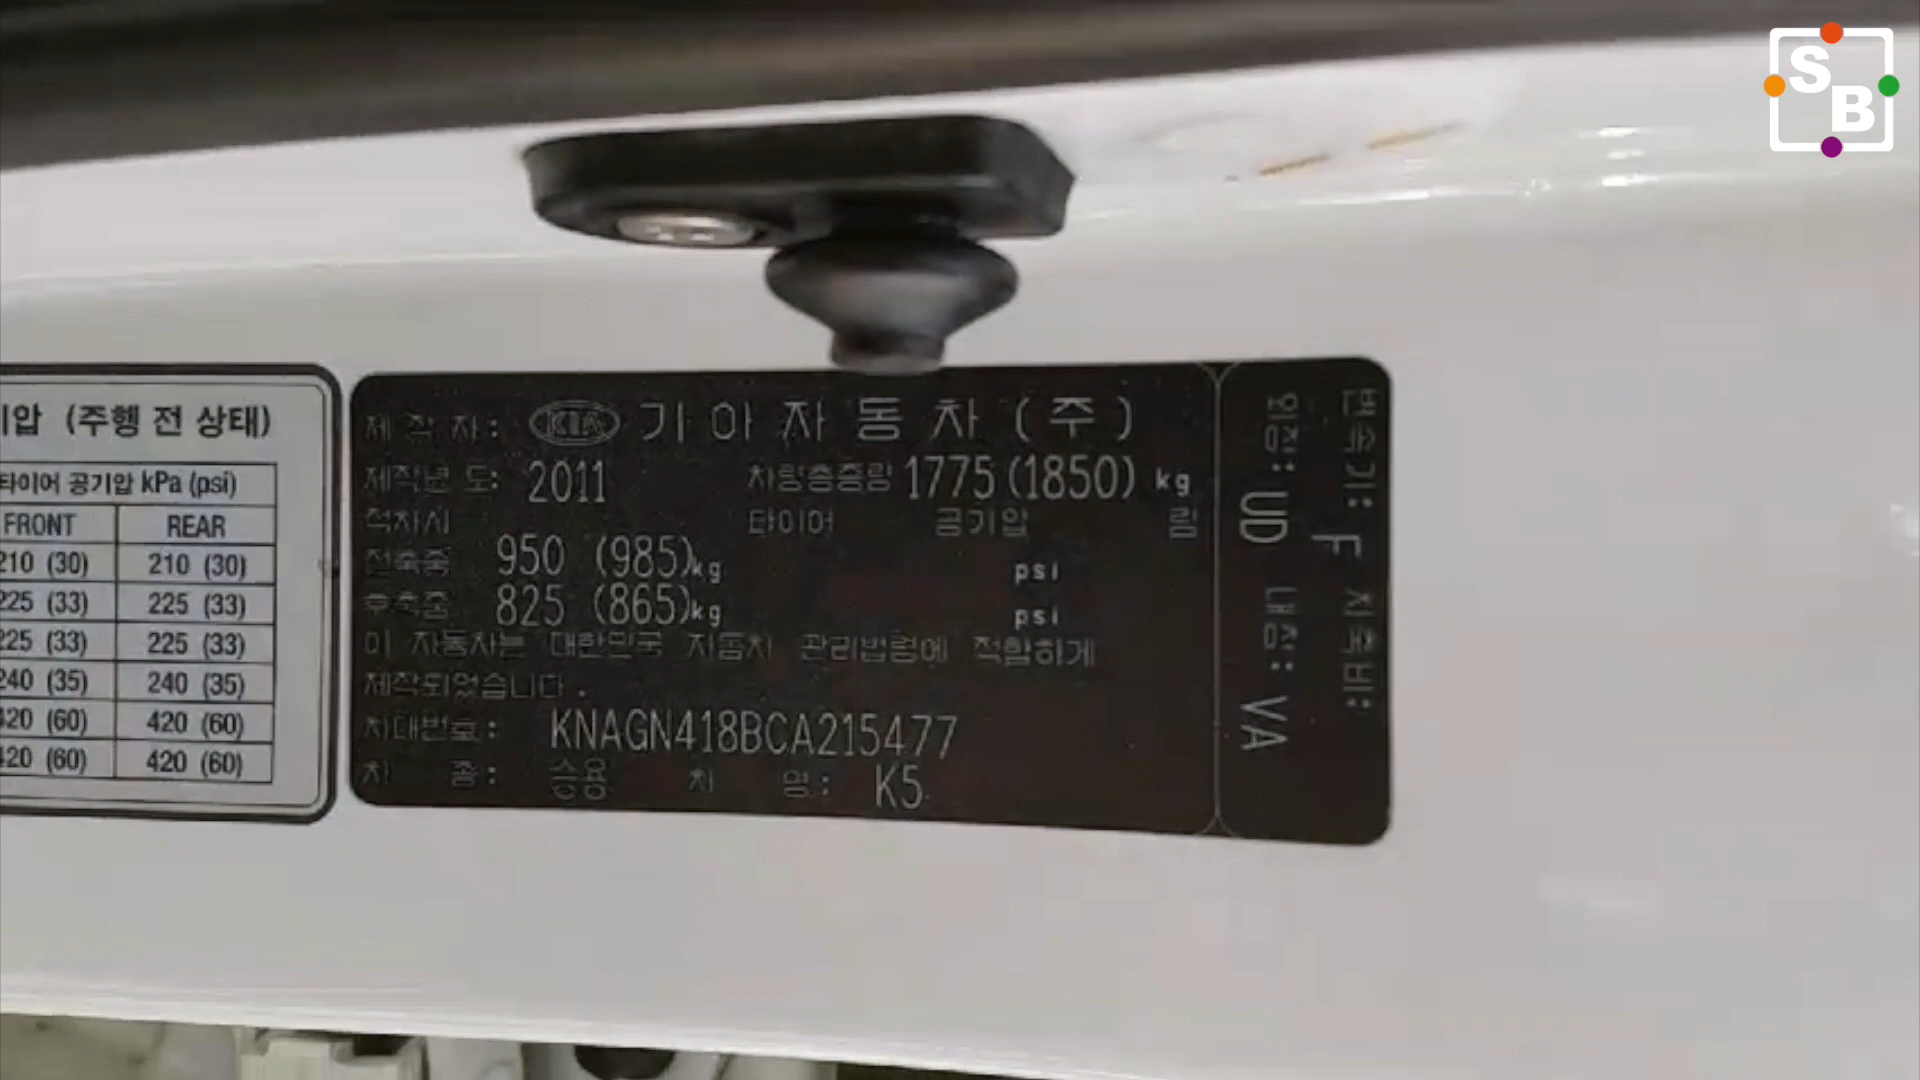 기압 (주행 전 상태)
타이어 공기압 kPa (psi)
FRONT REAR
210 (30) 210 (30)
225 (33) 225 (33)
225 (33) 225 (33)
240 (35) 240 (35)
420 (60) 420 (60)
420 (60) 420 (60)
제 작 자: KIA 기 아 자 동 차 (주)
제작년 도: 2011 차량총중량 1775 (1850) kg
적차시 타이어 공기압 림
전축중 950 (985)kg psi
후축중 825 (865)kg psi
이 자동차는 대한민국 자동차 관리법령에 적합하게
제작되었습니다.
차대번호: KNAGN418BCA215477
차 종: 승용 차 명: K5
변속기: F 차축비:
외장: UD 내장: VA
SB